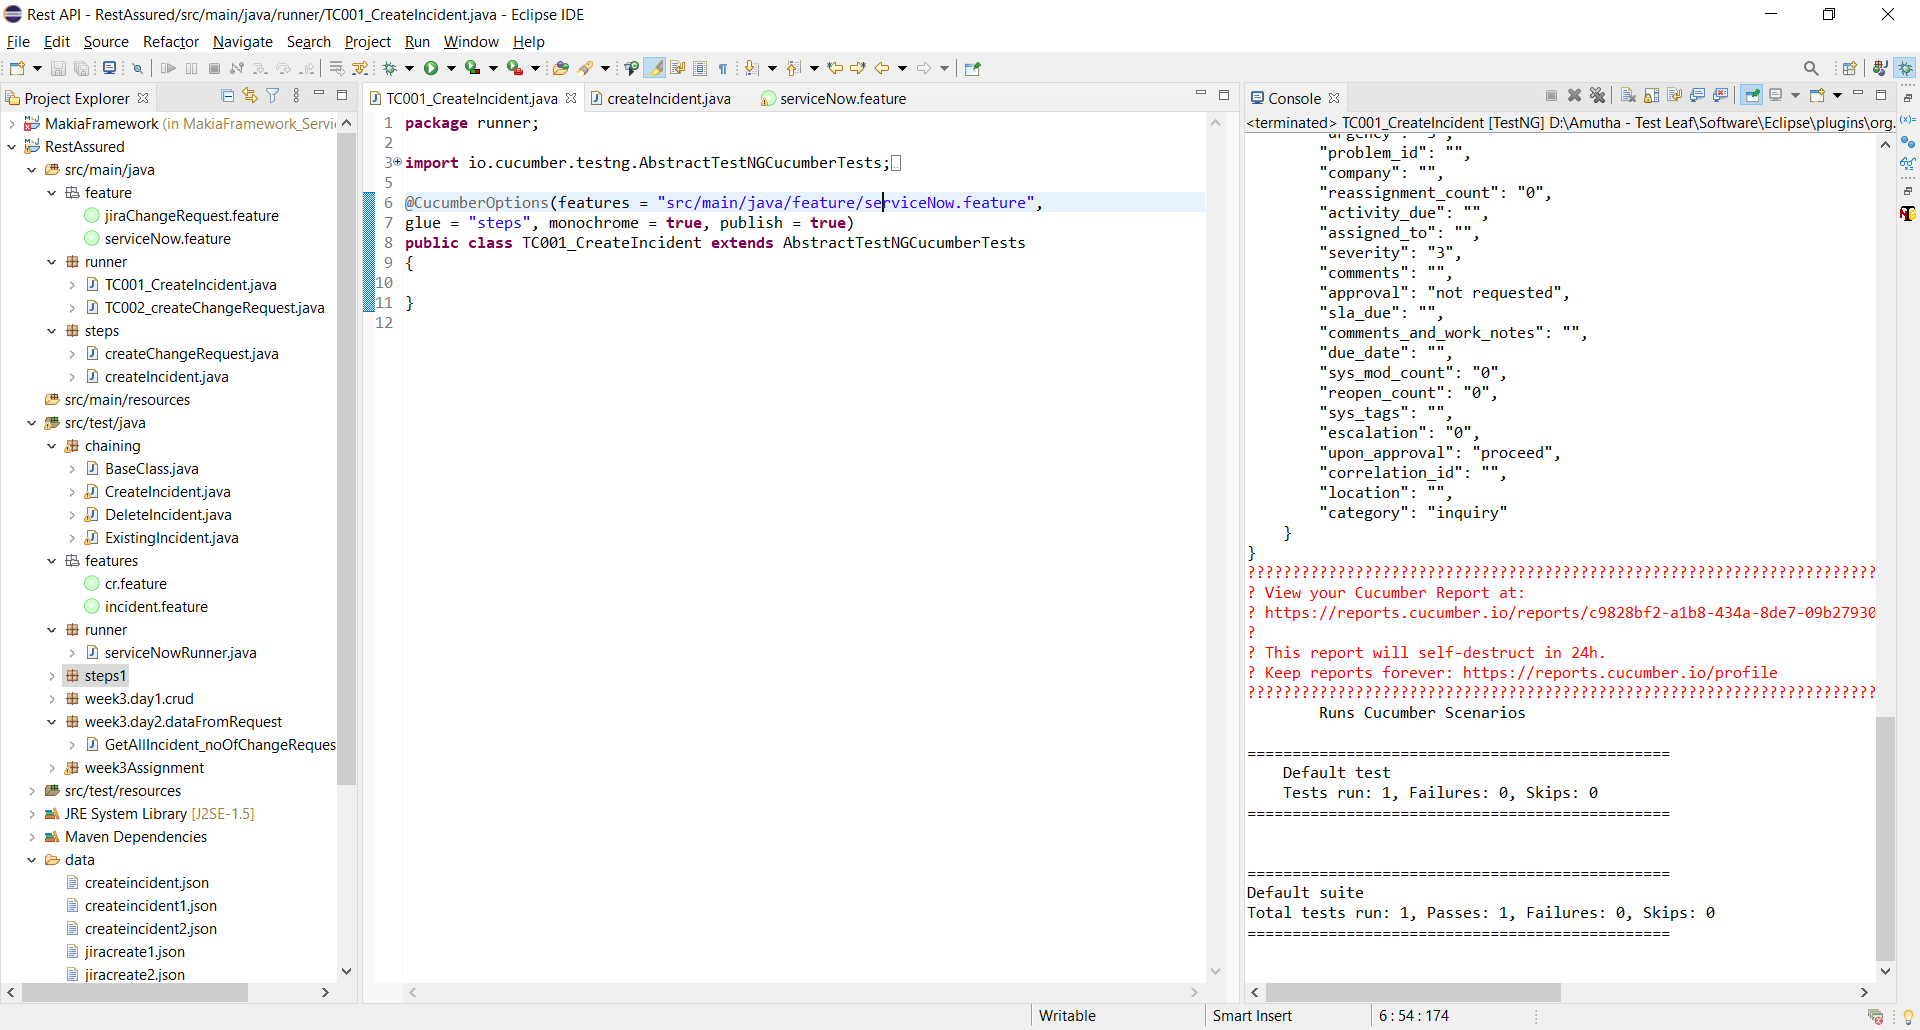 Rest API - RestAssured/src/main/java/runner/TC001_CreateIncident.java - Eclipse IDE
File Edit Source Refactor Navigate Search Project Run Window Help
Project Explorer
MakiaFramework (in MakiaFramework_Servi
RestAssured
src/main/java
feature
jiraChangeRequest.feature
serviceNow.feature
runner
TC001_CreateIncident.java
TC002_createChangeRequest.java
steps
createChangeRequest.java
createIncident.java
src/main/resources
src/test/java
chaining
BaseClass.java
CreateIncident.java
DeleteIncident.java
ExistingIncident.java
features
cr.feature
incident.feature
runner
serviceNowRunner.java
steps1
week3.day1.crud
week3.day2.dataFromRequest
GetAllIncident_noOfChangeReques
week3Assignment
src/test/resources
JRE System Library [J2SE-1.5]
Maven Dependencies
data
createincident.json
createincident1.json
createincident2.json
jiracreate1.json
jiracreate2.json
TC001_CreateIncident.java createIncident.java serviceNow.feature
1 package runner;
2
3 import io.cucumber.testng.AbstractTestNGCucumberTests;
5
6 @CucumberOptions(features = "src/main/java/feature/serviceNow.feature",
7 glue = "steps", monochrome = true, publish = true)
8 public class TC001_CreateIncident extends AbstractTestNGCucumberTests
9 {
10
11 }
12
Console
<terminated> TC001_CreateIncident [TestNG] D:\Amutha - Test Leaf\Software\Eclipse\plugins\org.
"problem_id": "",
"company": "",
"reassignment_count": "0",
"activity_due": "",
"assigned_to": "",
"severity": "3",
"comments": "",
"approval": "not requested",
"sla_due": "",
"comments_and_work_notes": "",
"due_date": "",
"sys_mod_count": "0",
"reopen_count": "0",
"sys_tags": "",
"escalation": "0",
"upon_approval": "proceed",
"correlation_id": "",
"location": "",
"category": "inquiry"
}
}
??????????????????????????????????????????????????????????????????????
? View your Cucumber Report at:
? https://reports.cucumber.io/reports/c9828bf2-a1b8-434a-8de7-09b27930
?
? This report will self-destruct in 24h.
? Keep reports forever: https://reports.cucumber.io/profile
??????????????????????????????????????????????????????????????????????
Runs Cucumber Scenarios
===============================================
Default test
Tests run: 1, Failures: 0, Skips: 0
===============================================
===============================================
Default suite
Total tests run: 1, Passes: 1, Failures: 0, Skips: 0
===============================================
Writable Smart Insert 6 : 54 : 174